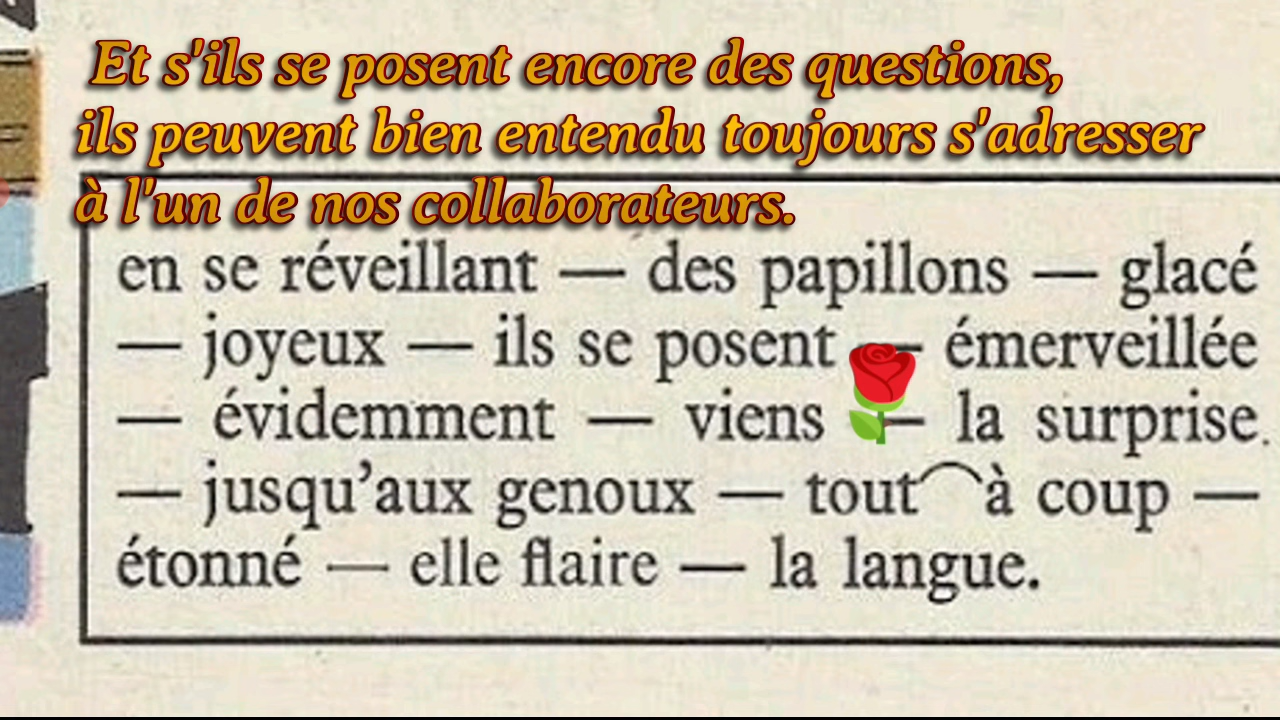 Et s'ils se posent encore des questions,
ils peuvent bien entendu toujours s'adresser
à l'un de nos collaborateurs.
en se réveillant — des papillons — glacé
— joyeux — ils se posent — émerveillée
— évidemment — viens — la surprise
— jusqu’aux genoux — tout‿à coup —
étonné — elle flaire — la langue.